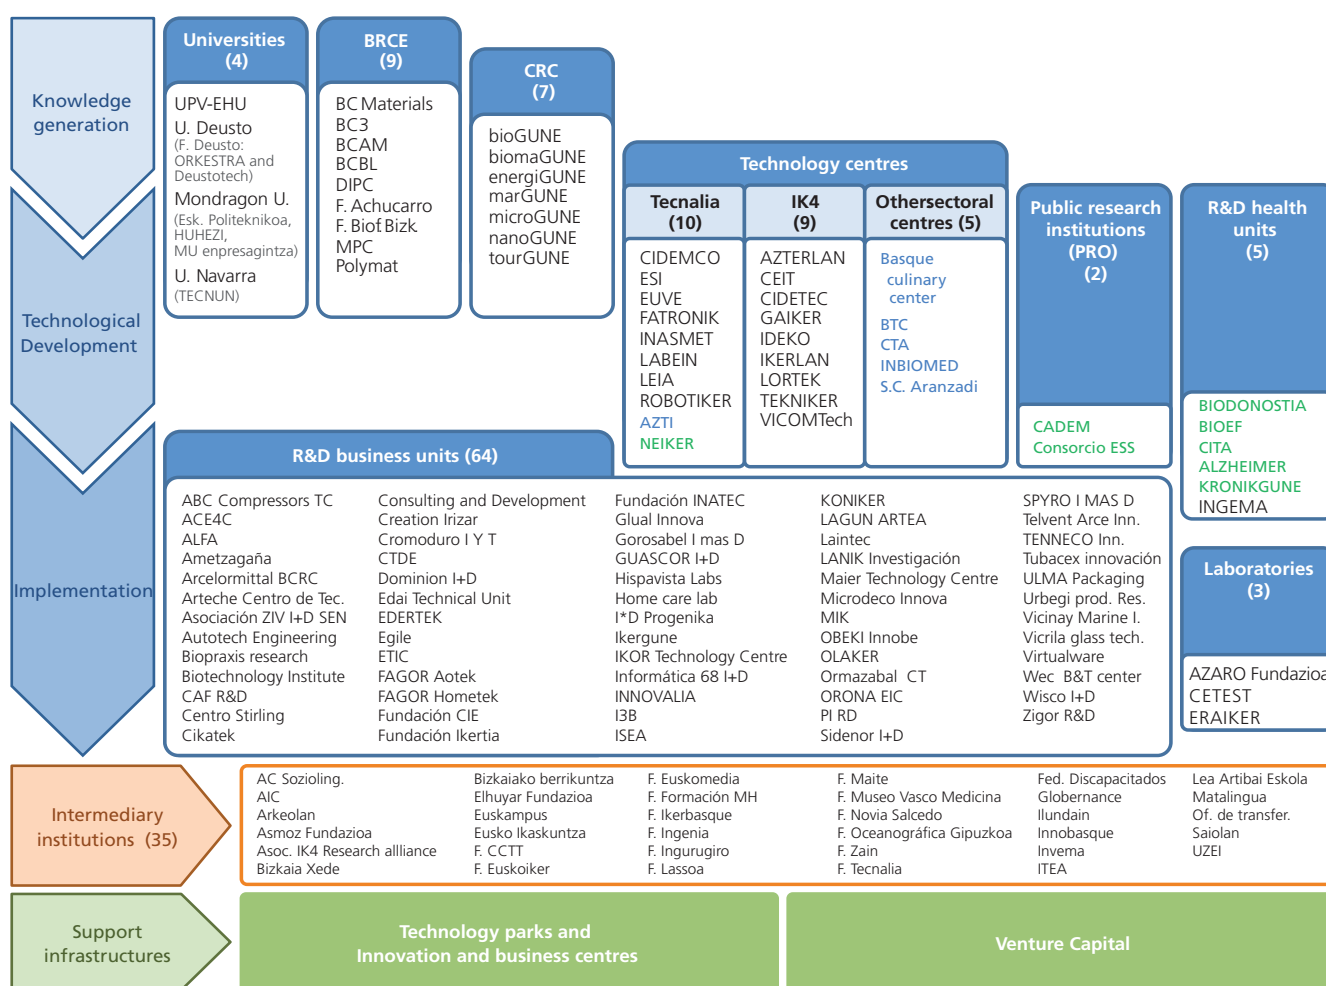 Knowledge
generation
Technological
Development
Implementation
Universities
(4)
UPV-EHU
U. Deusto
(F. Deusto:
ORKESTRA and
Deustotech)
Mondragon U.
(Esk. Politeknikoa,
HUHEZI,
MU enpresagintza)
U. Navarra
(TECNUN)
BRCE
(9)
BC Materials
BC3
BCAM
BCBL
DIPC
F. Achucarro
F. Biof Bizk.
MPC
Polymat
CRC
(7)
bioGUNE
biomaGUNE
energiGUNE
marGUNE
microGUNE
nanoGUNE
tourGUNE
Technology centres
Tecnalia
(10)
CIDEMCO
ESI
EUVE
FATRONIK
INASMET
LABEIN
LEIA
ROBOTIKER
AZTI
NEIKER
IK4
(9)
AZTERLAN
CEIT
CIDETEC
GAIKER
IDEKO
IKERLAN
LORTEK
TEKNIKER
VICOMTech
Othersectoral
centres (5)
Basque
culinary
center
BTC
CTA
INBIOMED
S.C. Aranzadi
Public research
institutions
(PRO)
(2)
CADEM
Consorcio ESS
R&D health
units
(5)
BIODONOSTIA
BIOEF
CITA
ALZHEIMER
KRONIKGUNE
INGEMA
Laboratories
(3)
AZARO Fundazioa
CETEST
ERAIKER
R&D business units (64)
ABC Compressors TC
ACE4C
ALFA
Ametzagaña
Arcelormittal BCRC
Arteche Centro de Tec.
Asociación ZIV I+D SEN
Autotech Engineering
Biopraxis research
Biotechnology Institute
CAF R&D
Centro Stirling
Cikatek
Consulting and Development
Creation Irizar
Cromoduro I Y T
CTDE
Dominion I+D
Edai Technical Unit
EDERTEK
Egile
ETIC
FAGOR Aotek
FAGOR Hometek
Fundación CIE
Fundación Ikertia
Fundación INATEC
Glual Innova
Gorosabel I mas D
GUASCOR I+D
Hispavista Labs
Home care lab
I*D Progenika
Ikergune
IKOR Technology Centre
Informática 68 I+D
INNOVALIA
I3B
ISEA
KONIKER
LAGUN ARTEA
Laintec
LANIK Investigación
Maier Technology Centre
Microdeco Innova
MIK
OBEKI Innobe
OLAKER
Ormazabal CT
ORONA EIC
PI RD
Sidenor I+D
SPYRO I MAS D
Telvent Arce Inn.
TENNECO Inn.
Tubacex innovación
ULMA Packaging
Urbegi prod. Res.
Vicinay Marine I.
Vicrila glass tech.
Virtualware
Wec B&T center
Wisco I+D
Zigor R&D
Intermediary
institutions (35)
AC Sozioling.
AIC
Arkeolan
Asmoz Fundazioa
Asoc. IK4 Research allliance
Bizkaia Xede
Bizkaiako berrikuntza
Elhuyar Fundazioa
Euskampus
Eusko Ikaskuntza
F. CCTT
F. Euskoiker
F. Euskomedia
F. Formación MH
F. Ikerbasque
F. Ingenia
F. Ingurugiro
F. Lassoa
F. Maite
F. Museo Vasco Medicina
F. Novia Salcedo
F. Oceanográfica Gipuzkoa
F. Zain
F. Tecnalia
Fed. Discapacitados
Globernance
Ilundain
Innobasque
Invema
ITEA
Lea Artibai Eskola
Matalingua
Of. de transfer.
Saiolan
UZEI
Support
infrastructures
Technology parks and
Innovation and business centres
Venture Capital